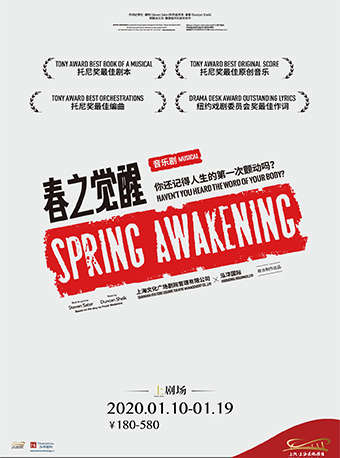 TONY AWARD BEST BOOK OF A MUSICAL
托尼奖最佳剧本
TONY AWARD BEST ORIGINAL SCORE
托尼奖最佳原创音乐
TONY AWARD BEST ORCHESTRATIONS
托尼奖最佳编曲
DRAMA DESK AWARD OUTSTANDING LYRICS
纽约戏剧委员会奖最佳作词
音乐剧 MUSICAL
春之觉醒
你还记得人生的第一次颤动吗?
HAVEN'T YOU HEARD THE WORD OF YOUR BODY?
SPRING AWAKENING
Steven Sater
Duncan Sheik
上海文化广场剧院管理有限公司
×
联合制作出品
上剧场
2020.01.10-01.19
¥180-580